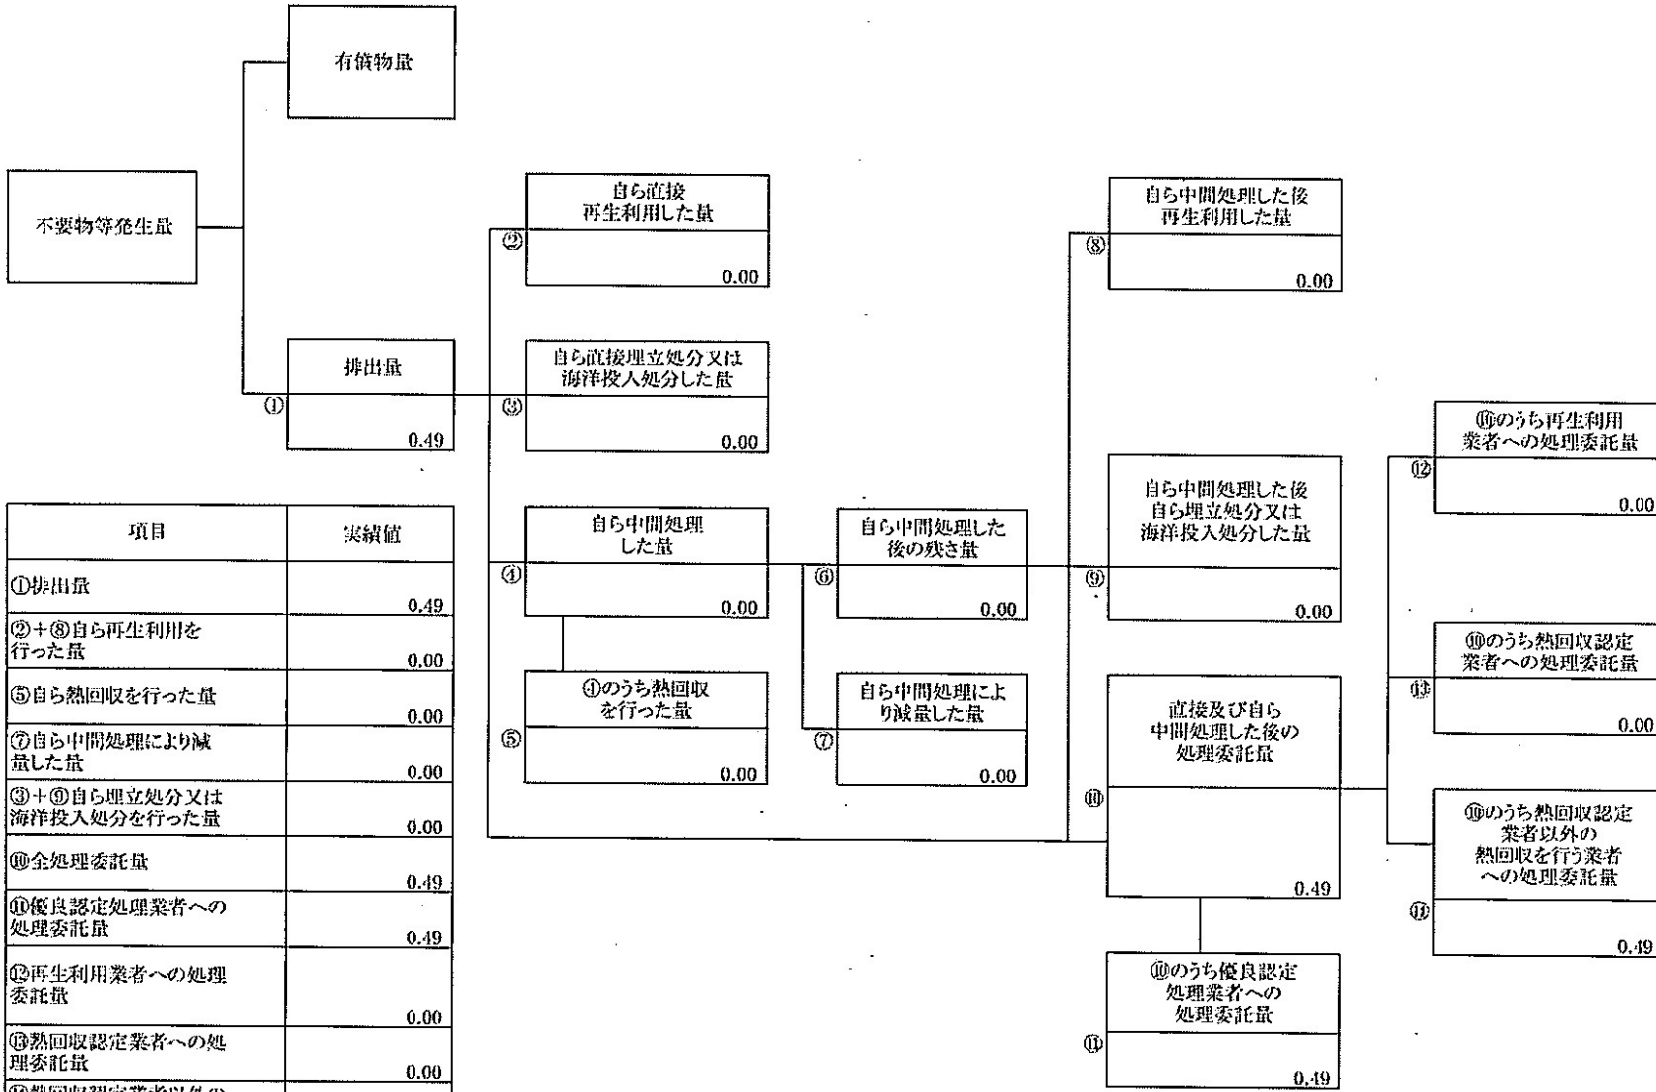 有償物量
不要物等発生量
排出量
①
0.49
自ら直接
再生利用した量
②
0.00
自ら直接埋立処分又は
海洋投入処分した量
③
0.00
自ら中間処理
した量
④
0.00
④のうち熱回収
を行った量
⑤
0.00
自ら中間処理した
後の残さ量
⑥
0.00
自ら中間処理によ
り減量した量
⑦
0.00
自ら中間処理した後
再生利用した量
⑧
0.00
自ら中間処理した後
自ら埋立処分又は
海洋投入処分した量
⑨
0.00
直接及び自ら
中間処理した後の
処理委託量
⑩
0.49
⑩のうち優良認定
処理業者への
処理委託量
⑪
0.49
⑩のうち再生利用
業者への処理委託量
⑫
0.00
⑩のうち熱回収認定
業者への処理委託量
⑬
0.00
⑩のうち熱回収認定
業者以外の
熱回収を行う業者
への処理委託量
⑭
0.49
項目 実績値
①排出量
0.49
②+⑧自ら再生利用を
行った量
0.00
⑤自ら熱回収を行った量
0.00
⑦自ら中間処理により減
量した量
0.00
③+⑨自ら埋立処分又は
海洋投入処分を行った量
0.00
⑩全処理委託量
0.49
⑪優良認定処理業者への
処理委託量
0.49
⑫再生利用業者への処理
委託量
0.00
⑬熱回収認定業者への処
理委託量
0.00
⑭熱回収認定業者以外の